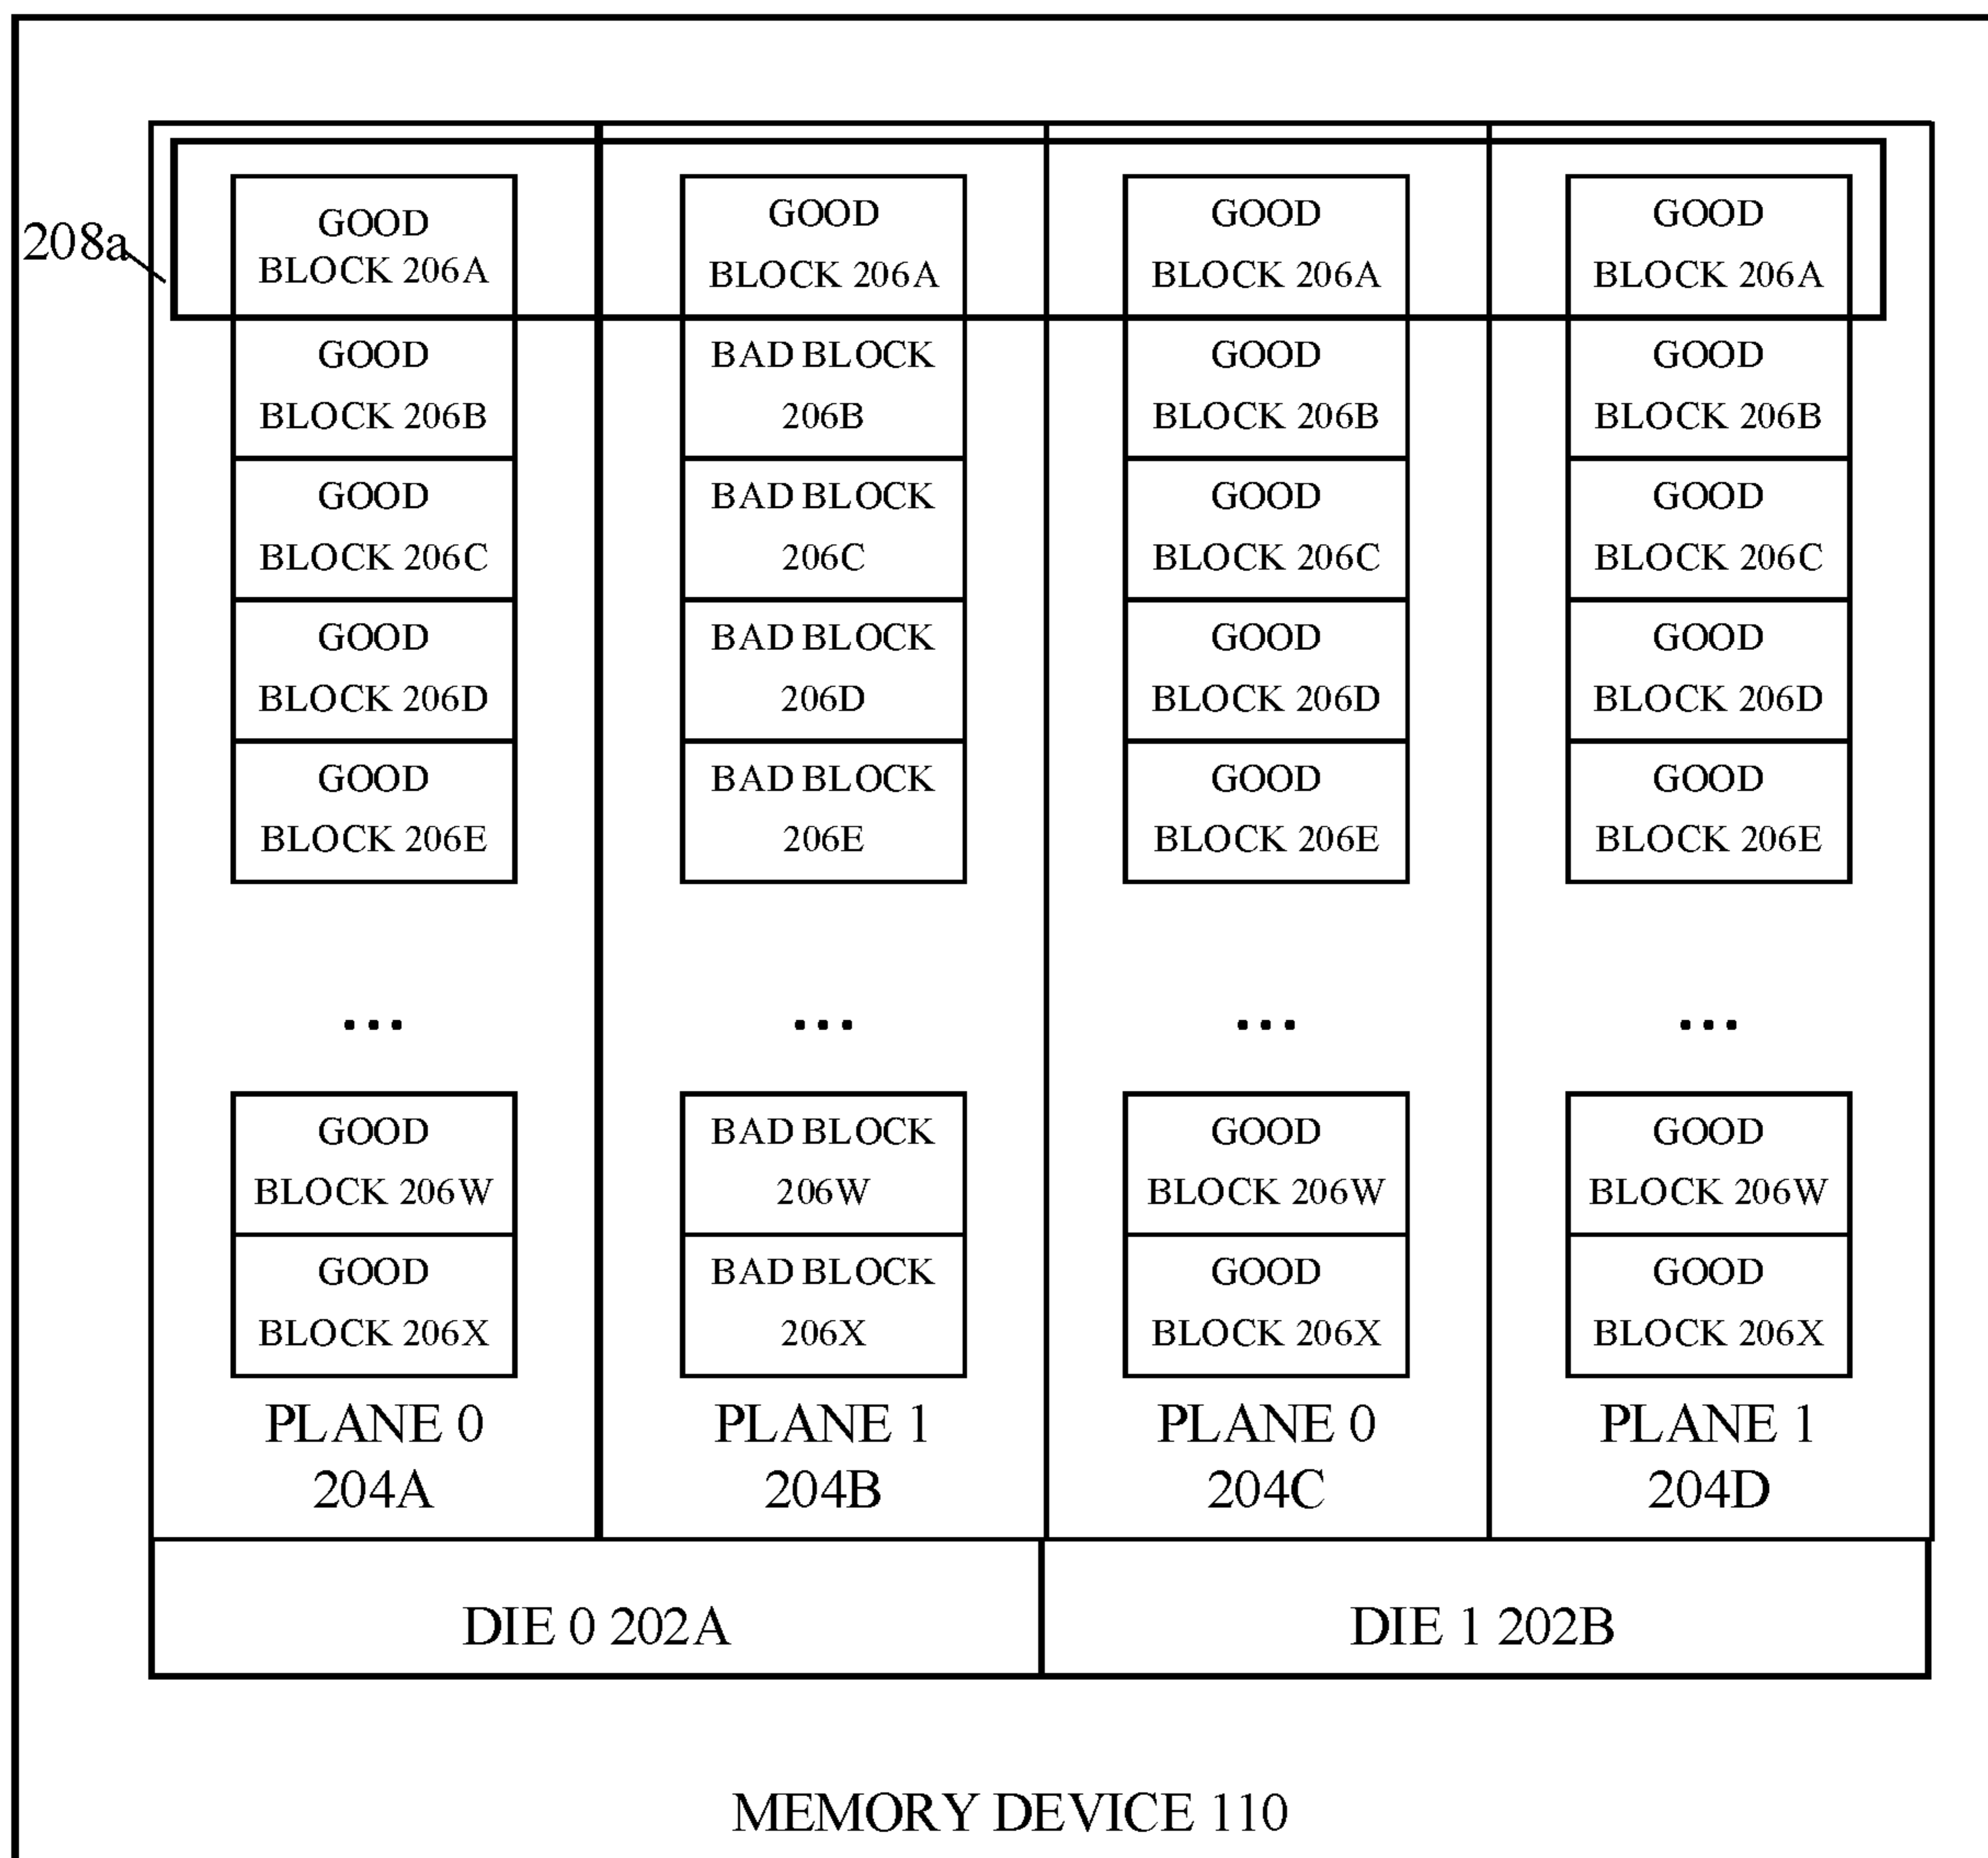 208a
GOOD
BLOCK 206A
GOOD
BLOCK 206B
GOOD
BLOCK 206C
GOOD
BLOCK 206D
GOOD
BLOCK 206E
...
GOOD
BLOCK 206W
GOOD
BLOCK 206X
PLANE 0
204A
GOOD
BLOCK 206A
BAD BLOCK
206B
BAD BLOCK
206C
BAD BLOCK
206D
BAD BLOCK
206E
...
BAD BLOCK
206W
BAD BLOCK
206X
PLANE 1
204B
GOOD
BLOCK 206A
GOOD
BLOCK 206B
GOOD
BLOCK 206C
GOOD
BLOCK 206D
GOOD
BLOCK 206E
...
GOOD
BLOCK 206W
GOOD
BLOCK 206X
PLANE 0
204C
GOOD
BLOCK 206A
GOOD
BLOCK 206B
GOOD
BLOCK 206C
GOOD
BLOCK 206D
GOOD
BLOCK 206E
...
GOOD
BLOCK 206W
GOOD
BLOCK 206X
PLANE 1
204D
DIE 0 202A
DIE 1 202B
MEMORY DEVICE 110